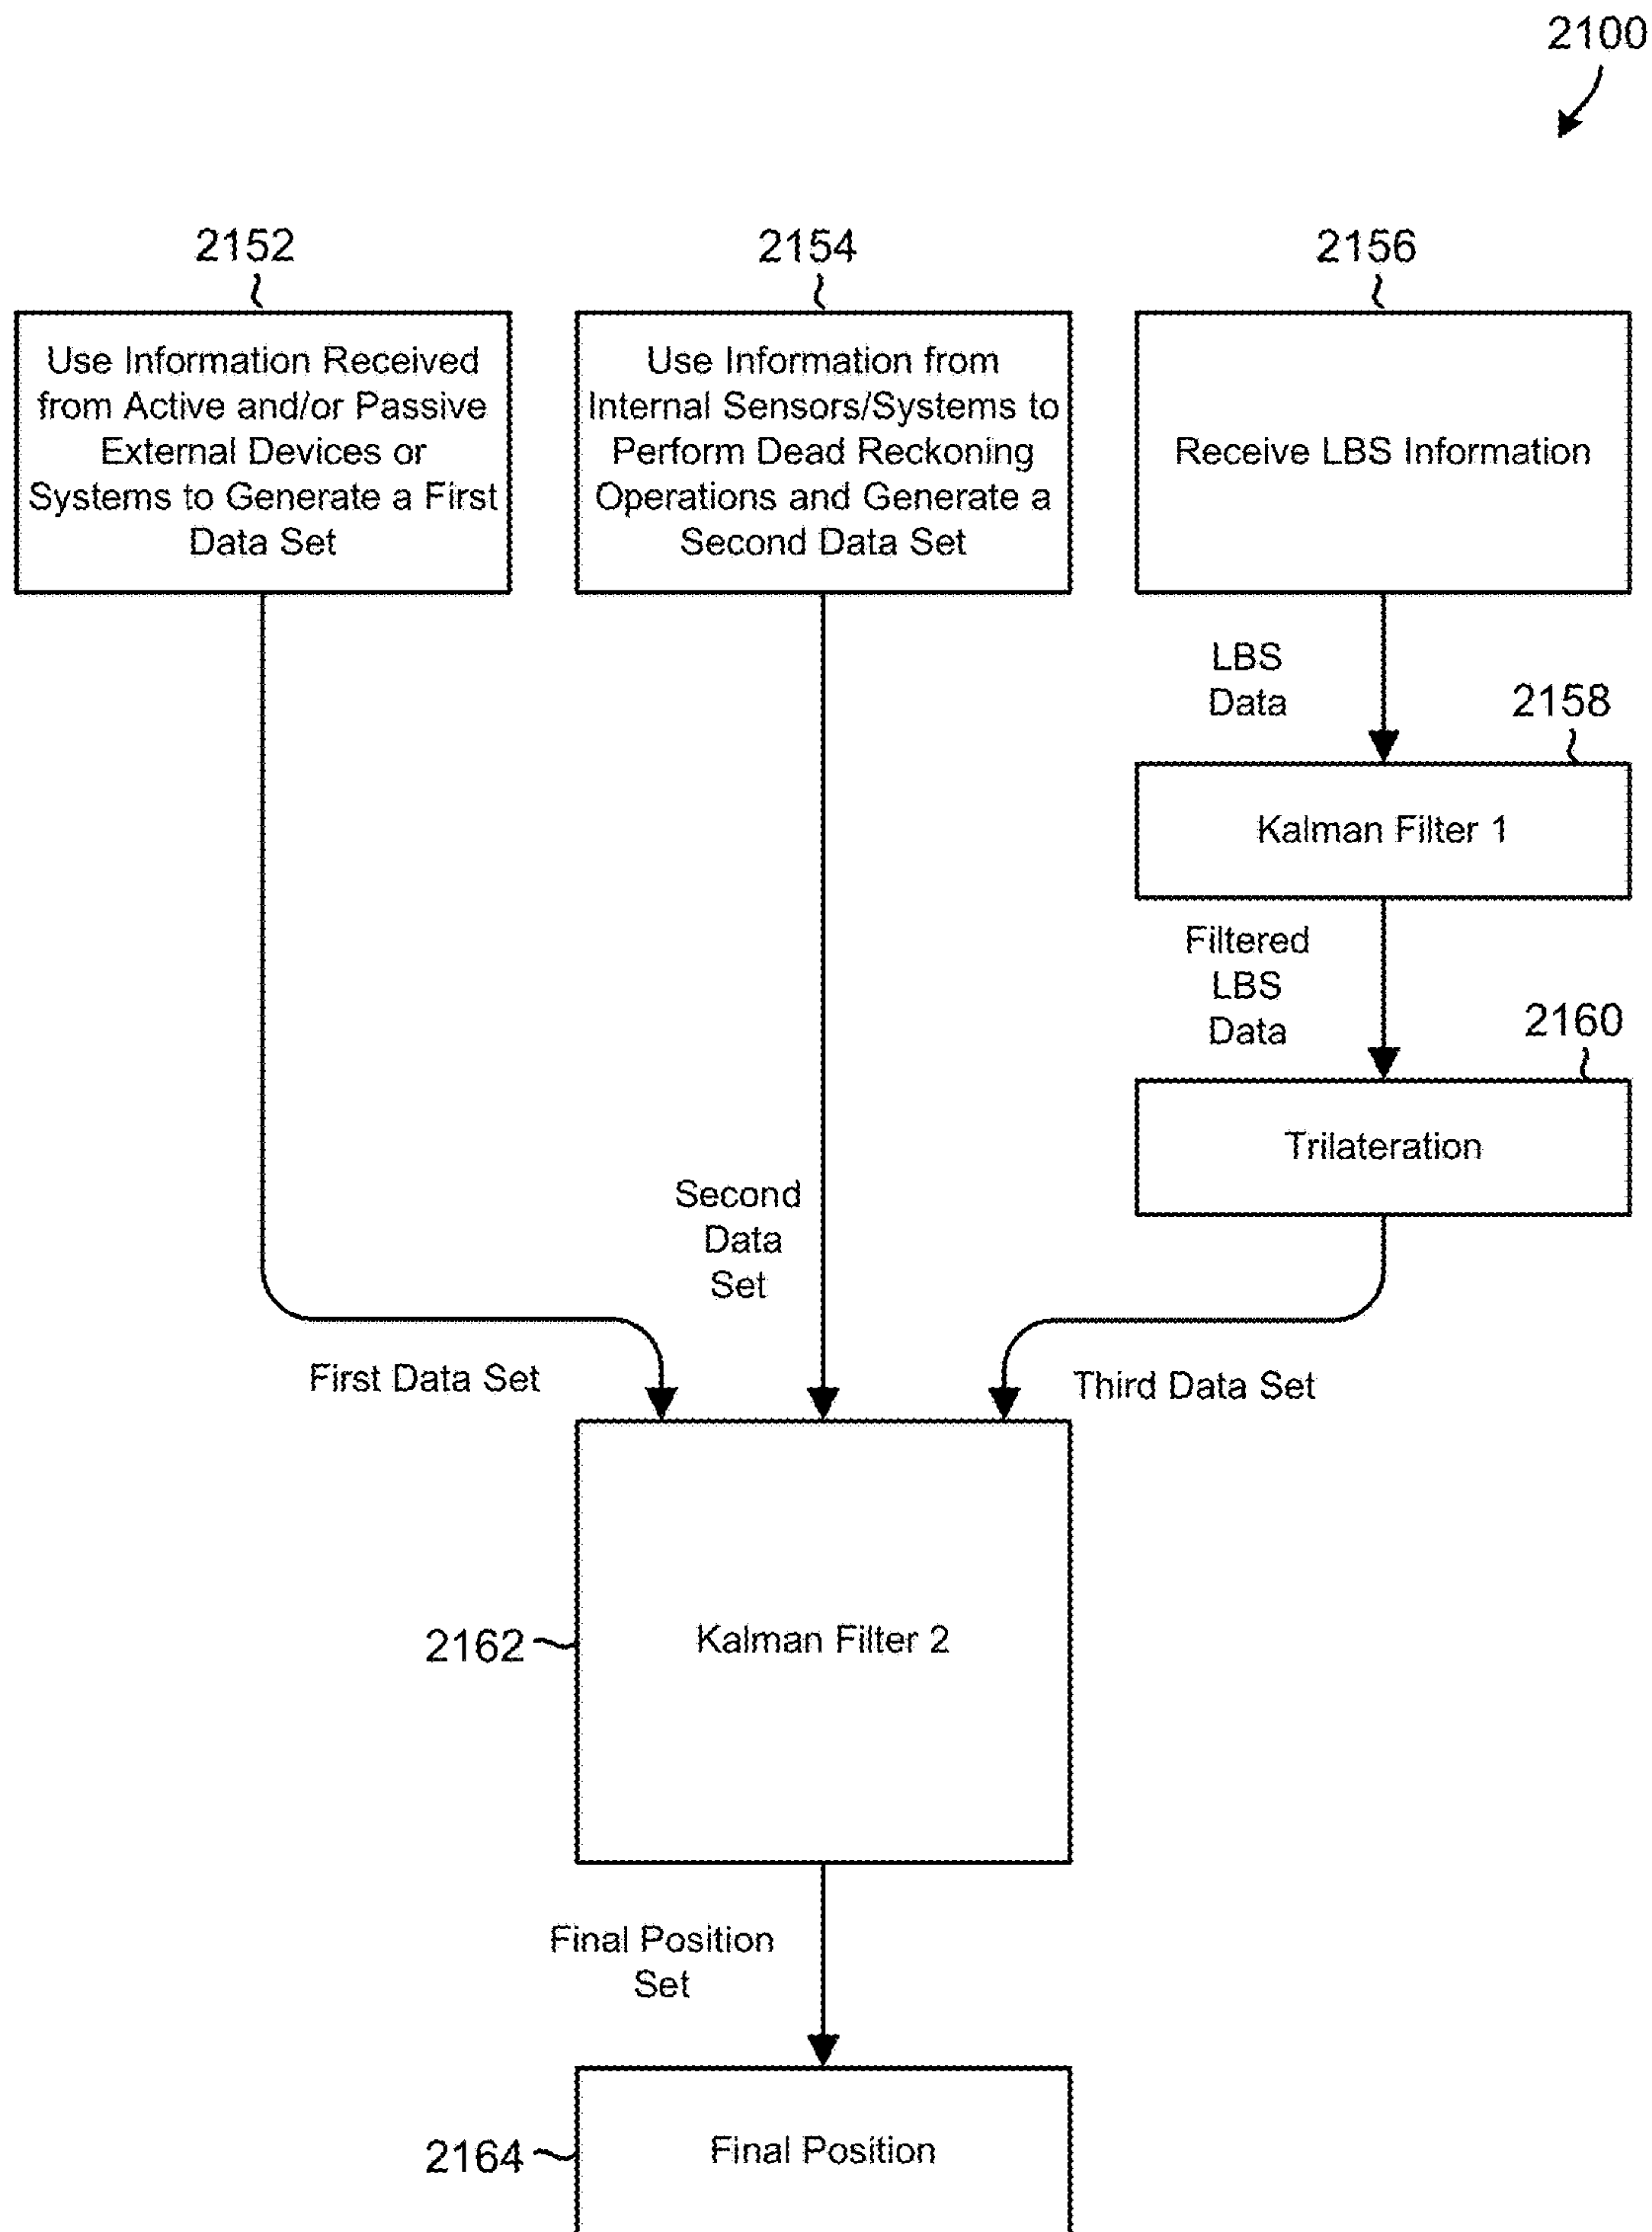 2100
2152
2154
2156
Use Information Received
from Active and/or Passive
External Devices or
Systems to Generate a First
Data Set
Use Information from
Internal Sensors/Systems to
Perform Dead Reckoning
Operations and Generate a
Second Data Set
Receive LBS Information
LBS
Data
2158
Kalman Filter 1
Filtered
LBS
Data
2160
Trilateration
Second
Data
Set
First Data Set
Third Data Set
2162
Kalman Filter 2
Final Position
Set
2164
Final Position